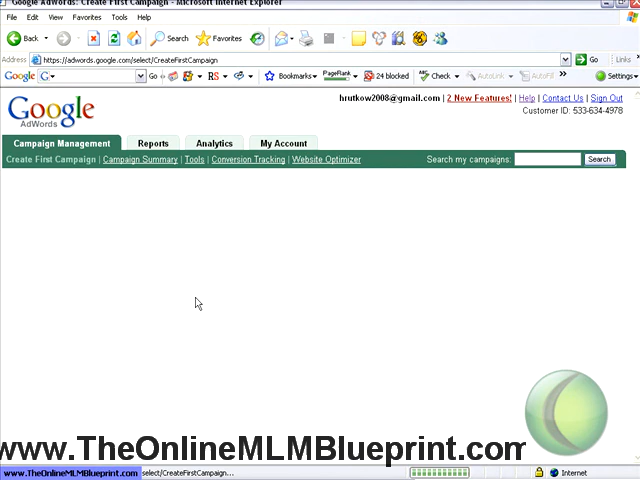 Google AdWords: Create First Campaign - Microsoft Internet Explorer
File Edit View Favorites Tools Help
Back Search Favorites
Address https://adwords.google.com/select/CreateFirstCampaign Go Links
Google G Go Bookmarks PageRank 24 blocked Check AutoLink AutoFill Settings
Google AdWords
hrutkow2008@gmail.com | 2 New Features! | Help | Contact Us | Sign Out
Customer ID: 533-634-4978
Campaign Management Reports Analytics My Account
Create First Campaign | Campaign Summary | Tools | Conversion Tracking | Website Optimizer Search my campaigns: Search
www.TheOnlineMLMBlueprint.com
www.TheOnlineMLMBlueprint.com select/CreateFirstCampaign... Internet